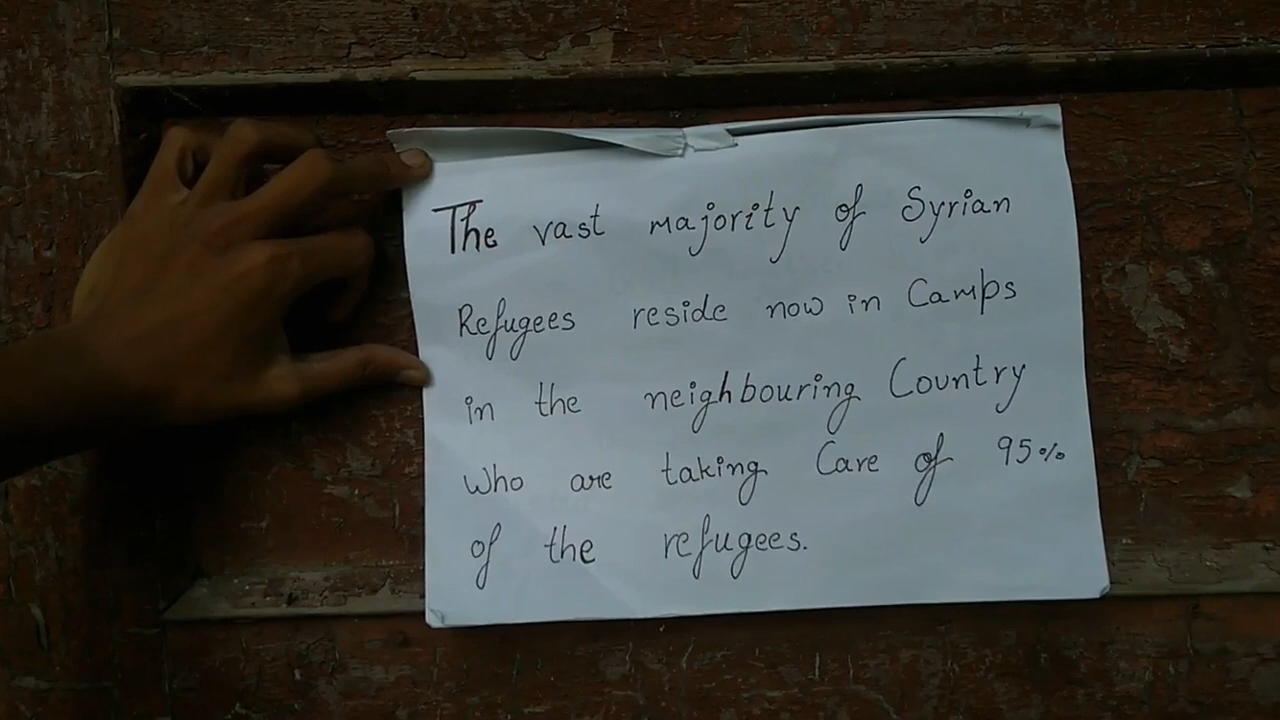 The vast majority of Syrian
Refugees reside now in Camps
in the neighbouring Country
who are taking Care of 95%
of the refugees.